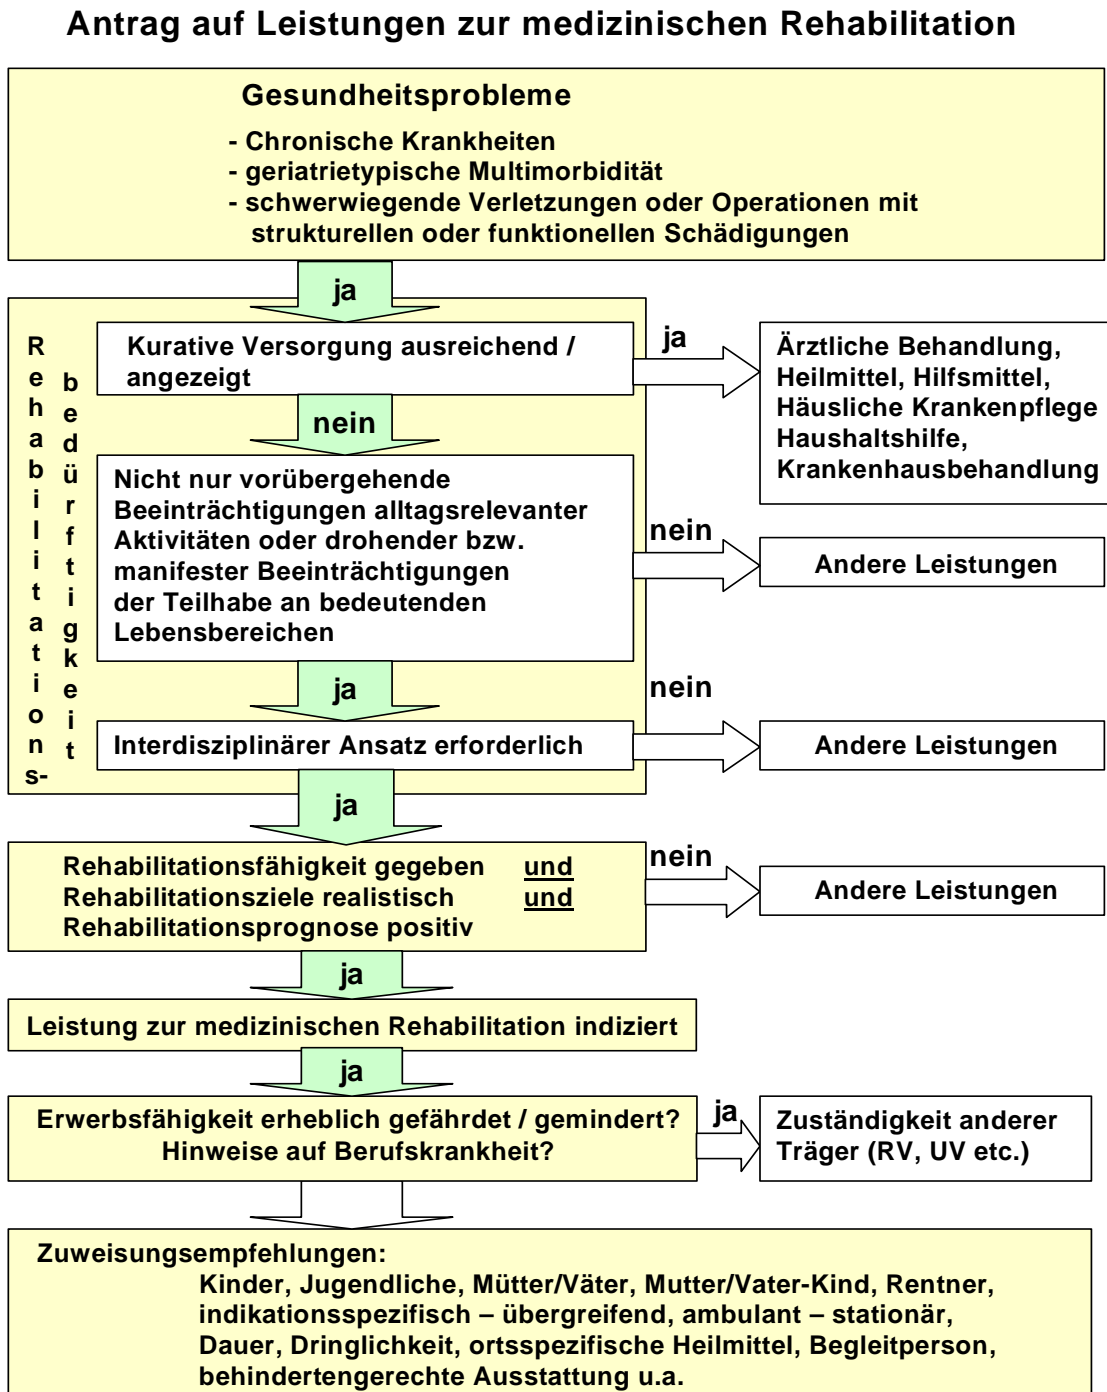 Antrag auf Leistungen zur medizinischen Rehabilitation
Gesundheitsprobleme
- Chronische Krankheiten
- geriatrietypische Multimorbidität
- schwerwiegende Verletzungen oder Operationen mit
strukturellen oder funktionellen Schädigungen
ja
Rehabilitations-
bedürftigkeit
Kurative Versorgung ausreichend /
angezeigt
ja
Ärztliche Behandlung,
Heilmittel, Hilfsmittel,
Häusliche Krankenpflege
Haushaltshilfe,
Krankenhausbehandlung
nein
Nicht nur vorübergehende
Beeinträchtigungen alltagsrelevanter
Aktivitäten oder drohender bzw.
manifester Beeinträchtigungen
der Teilhabe an bedeutenden
Lebensbereichen
nein
Andere Leistungen
ja
Interdisziplinärer Ansatz erforderlich
nein
Andere Leistungen
ja
Rehabilitationsfähigkeit gegeben und
Rehabilitationsziele realistisch und
Rehabilitationsprognose positiv
nein
Andere Leistungen
ja
Leistung zur medizinischen Rehabilitation indiziert
ja
Erwerbsfähigkeit erheblich gefährdet / gemindert?
Hinweise auf Berufskrankheit?
ja
Zuständigkeit anderer
Träger (RV, UV etc.)
Zuweisungsempfehlungen:
Kinder, Jugendliche, Mütter/Väter, Mutter/Vater-Kind, Rentner,
indikationsspezifisch – übergreifend, ambulant – stationär,
Dauer, Dringlichkeit, ortsspezifische Heilmittel, Begleitperson,
behindertengerechte Ausstattung u.a.